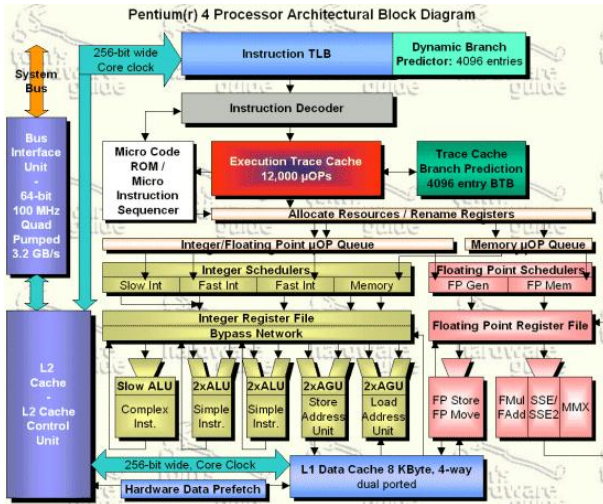 Pentium(r) 4 Processor Architectural Block Diagram
256-bit wide
Core clock
Instruction TLB
Dynamic Branch
Predictor: 4096 entries
System
Bus
Instruction Decoder
Bus
Interface
Unit
-
64-bit
100 MHz
Quad
Pumped
3.2 GB/s
Micro Code
ROM /
Micro
Instruction
Sequencer
Execution Trace Cache
12,000 µOPs
Trace Cache
Branch Prediction
4096 entry BTB
Allocate Resources / Rename Registers
Integer/Floating Point µOP Queue
Memory µOP Queue
Integer Schedulers
Slow Int
Fast Int
Fast Int
Memory
Floating Point Schedulers
FP Gen
FP Mem
Integer Register File
Bypass Network
Floating Point Register File
L2
Cache
-
L2 Cache
Control
Unit
Slow ALU
Complex
Inst.
2xALU
Simple
Instr.
2xALU
Simple
Instr.
2xAGU
Store
Address
Unit
2xAGU
Load
Address
Unit
FP Store
FP Move
FMul
FAdd
SSE/
SSE2
MMX
256-bit wide, Core Clock
L1 Data Cache 8 KByte, 4-way
dual ported
Hardware Data Prefetch